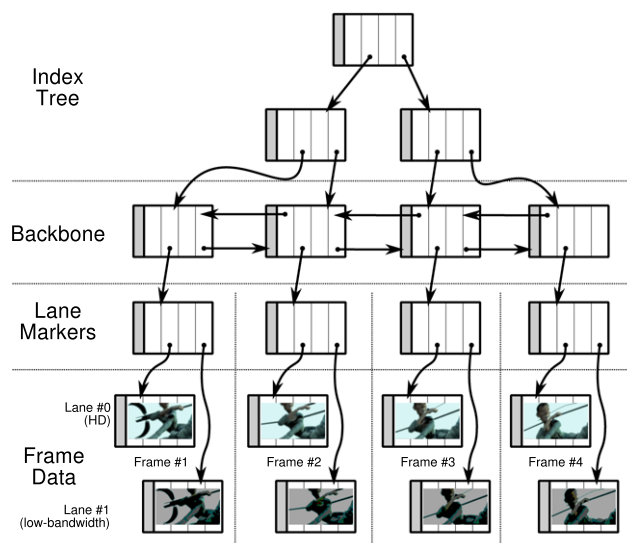 Index
Tree
Backbone
Lane
Markers
Lane #0
(HD)
Frame #1
Frame #2
Frame #3
Frame #4
Frame
Data
Lane #1
(low-bandwidth)